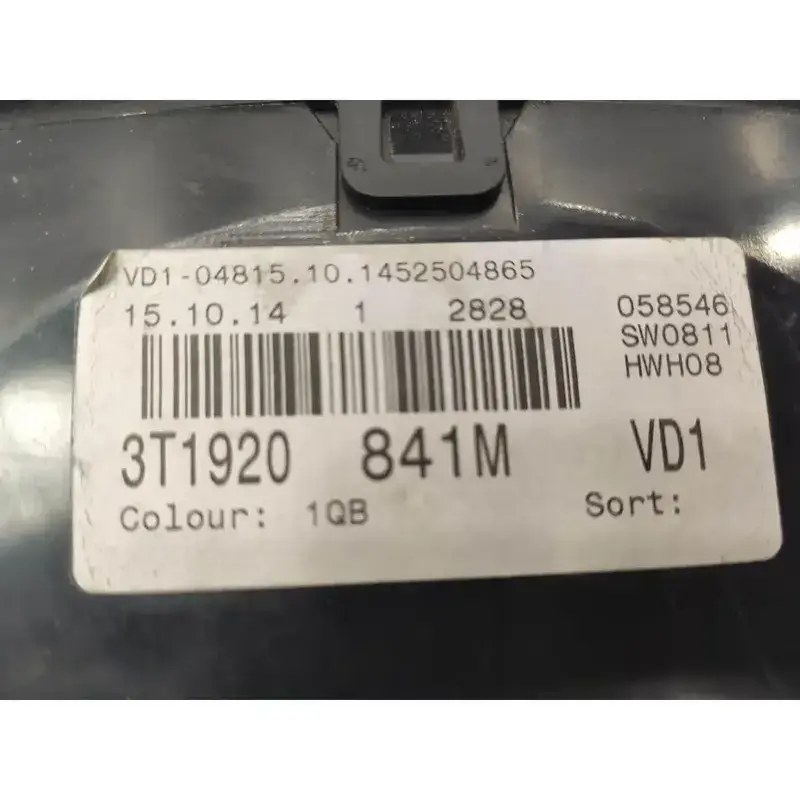 VD1-04815.10.1452504865
15.10.14 1 2828 058546
SW0811
HWH08
3T1920 841M VD1
Colour: 1QB Sort: